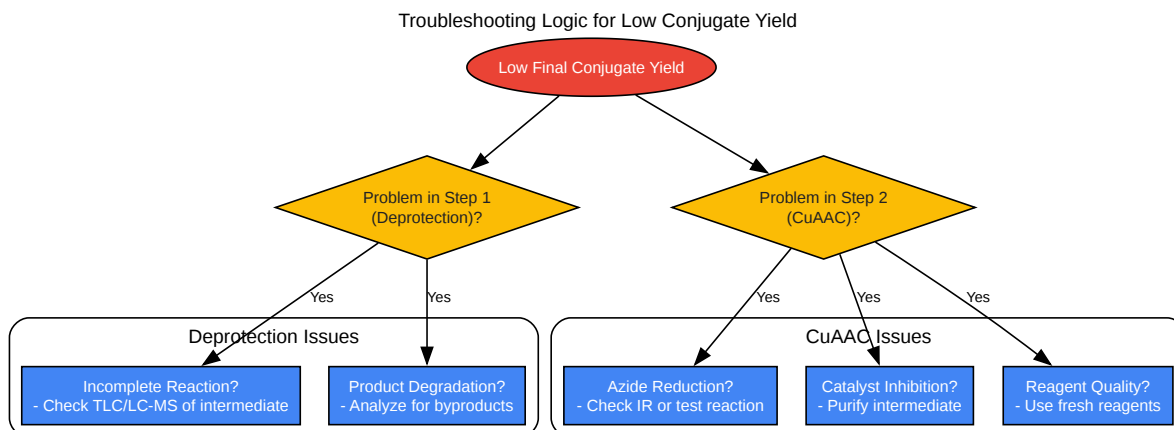 Troubleshooting Logic for Low Conjugate Yield
Low Final Conjugate Yield
Problem in Step 1
(Deprotection)?
Problem in Step 2
(CuAAC)?
Yes
Yes
Yes
Yes
Yes
Deprotection Issues
CuAAC Issues
Incomplete Reaction?
- Check TLC/LC-MS of intermediate
Product Degradation?
- Analyze for byproducts
Azide Reduction?
- Check IR or test reaction
Catalyst Inhibition?
- Purify intermediate
Reagent Quality?
- Use fresh reagents